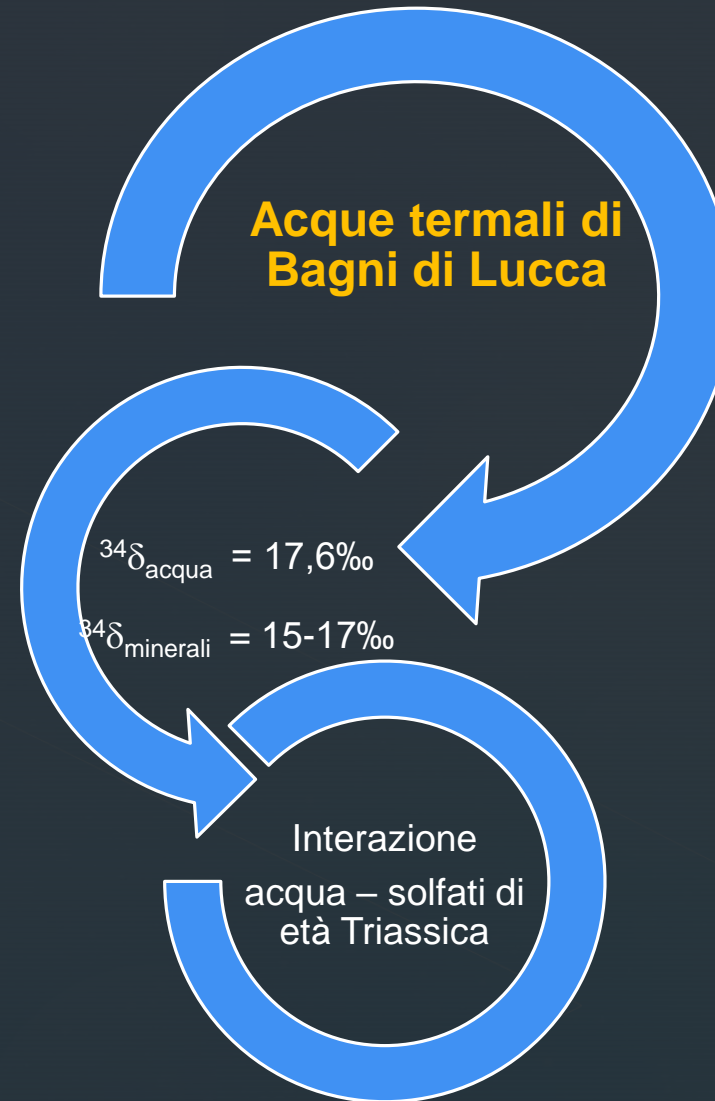 Acque termali di
Bagni di Lucca
³⁴δacqua = 17,6‰
³⁴δminerali = 15-17‰
Interazione
acqua – solfati di
età Triassica